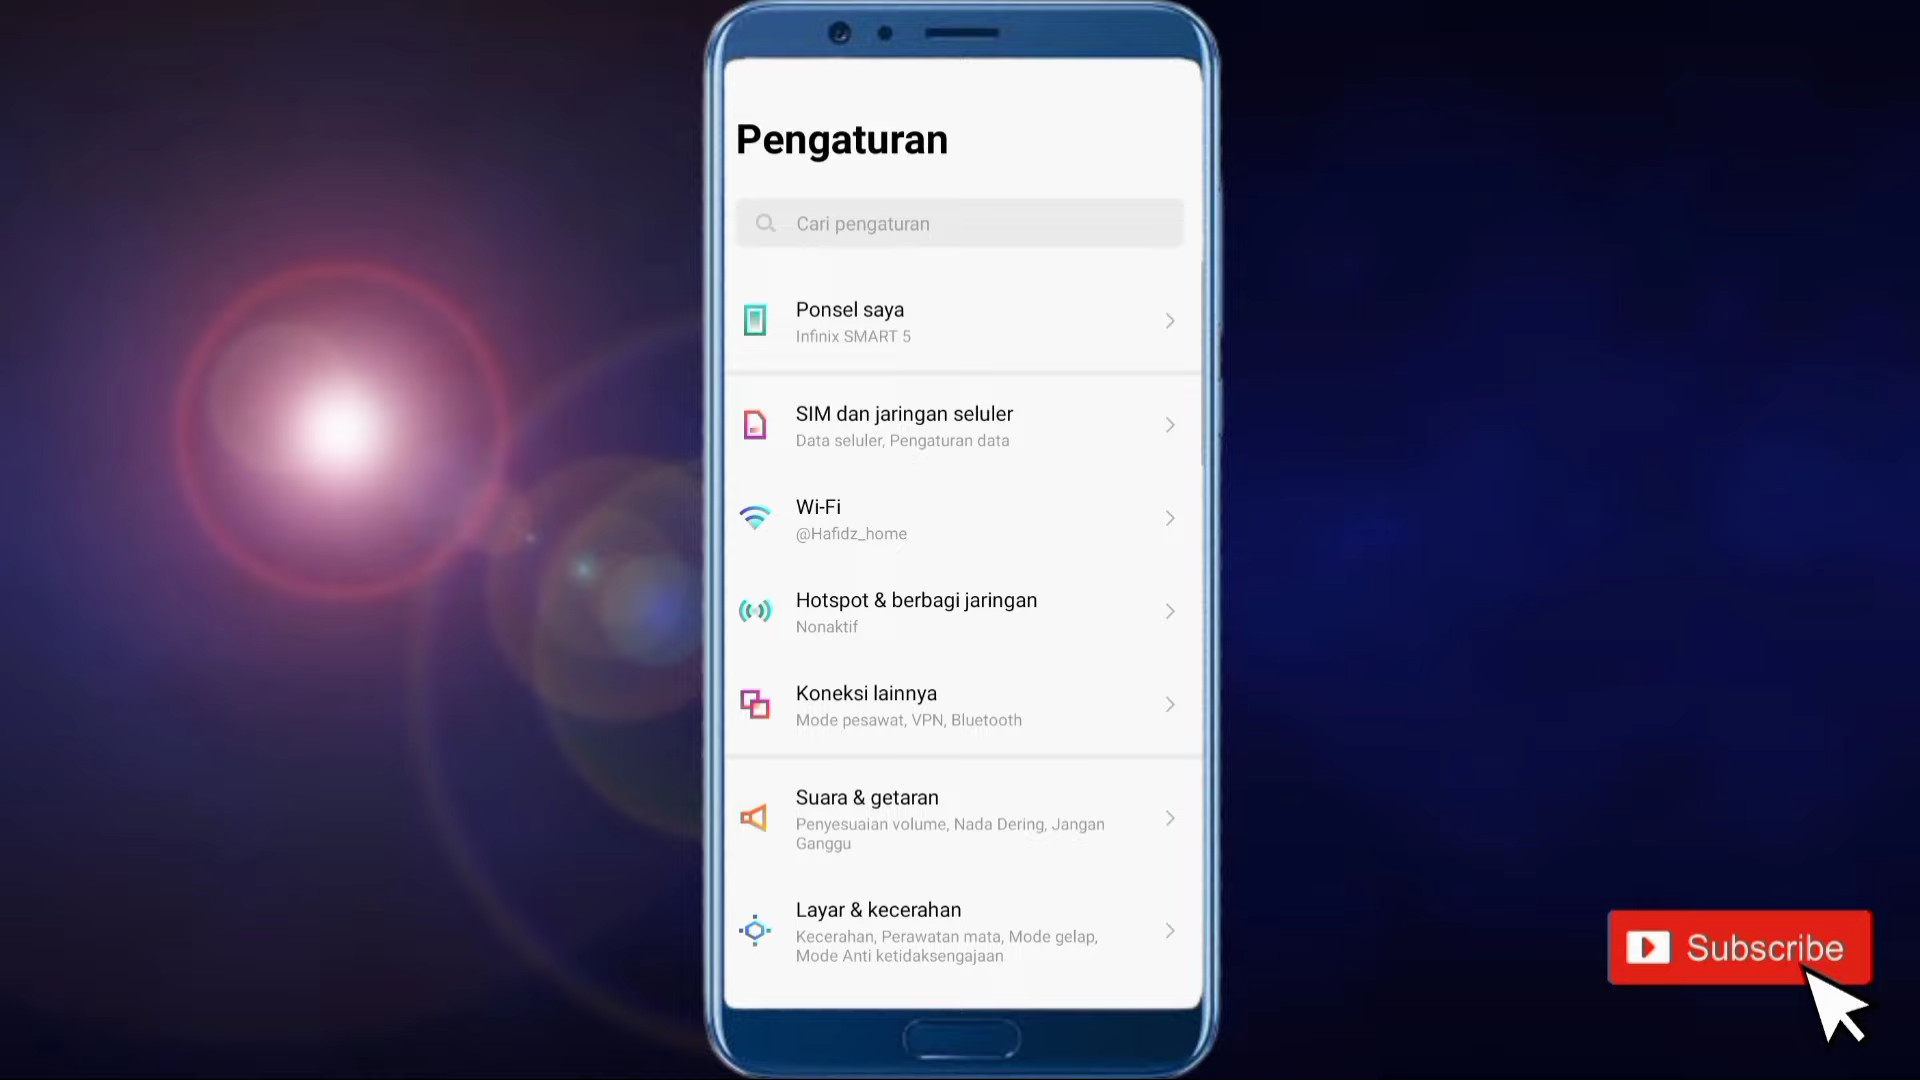 Pengaturan
Cari pengaturan
Ponsel saya
Infinix SMART 5
SIM dan jaringan seluler
Data seluler, Pengaturan data
Wi-Fi
@Hafidz_home
Hotspot & berbagi jaringan
Nonaktif
Koneksi lainnya
Mode pesawat, VPN, Bluetooth
Suara & getaran
Penyesuaian volume, Nada Dering, Jangan
Ganggu
Layar & kecerahan
Kecerahan, Perawatan mata, Mode gelap,
Mode Anti ketidaksengajaan
Subscribe